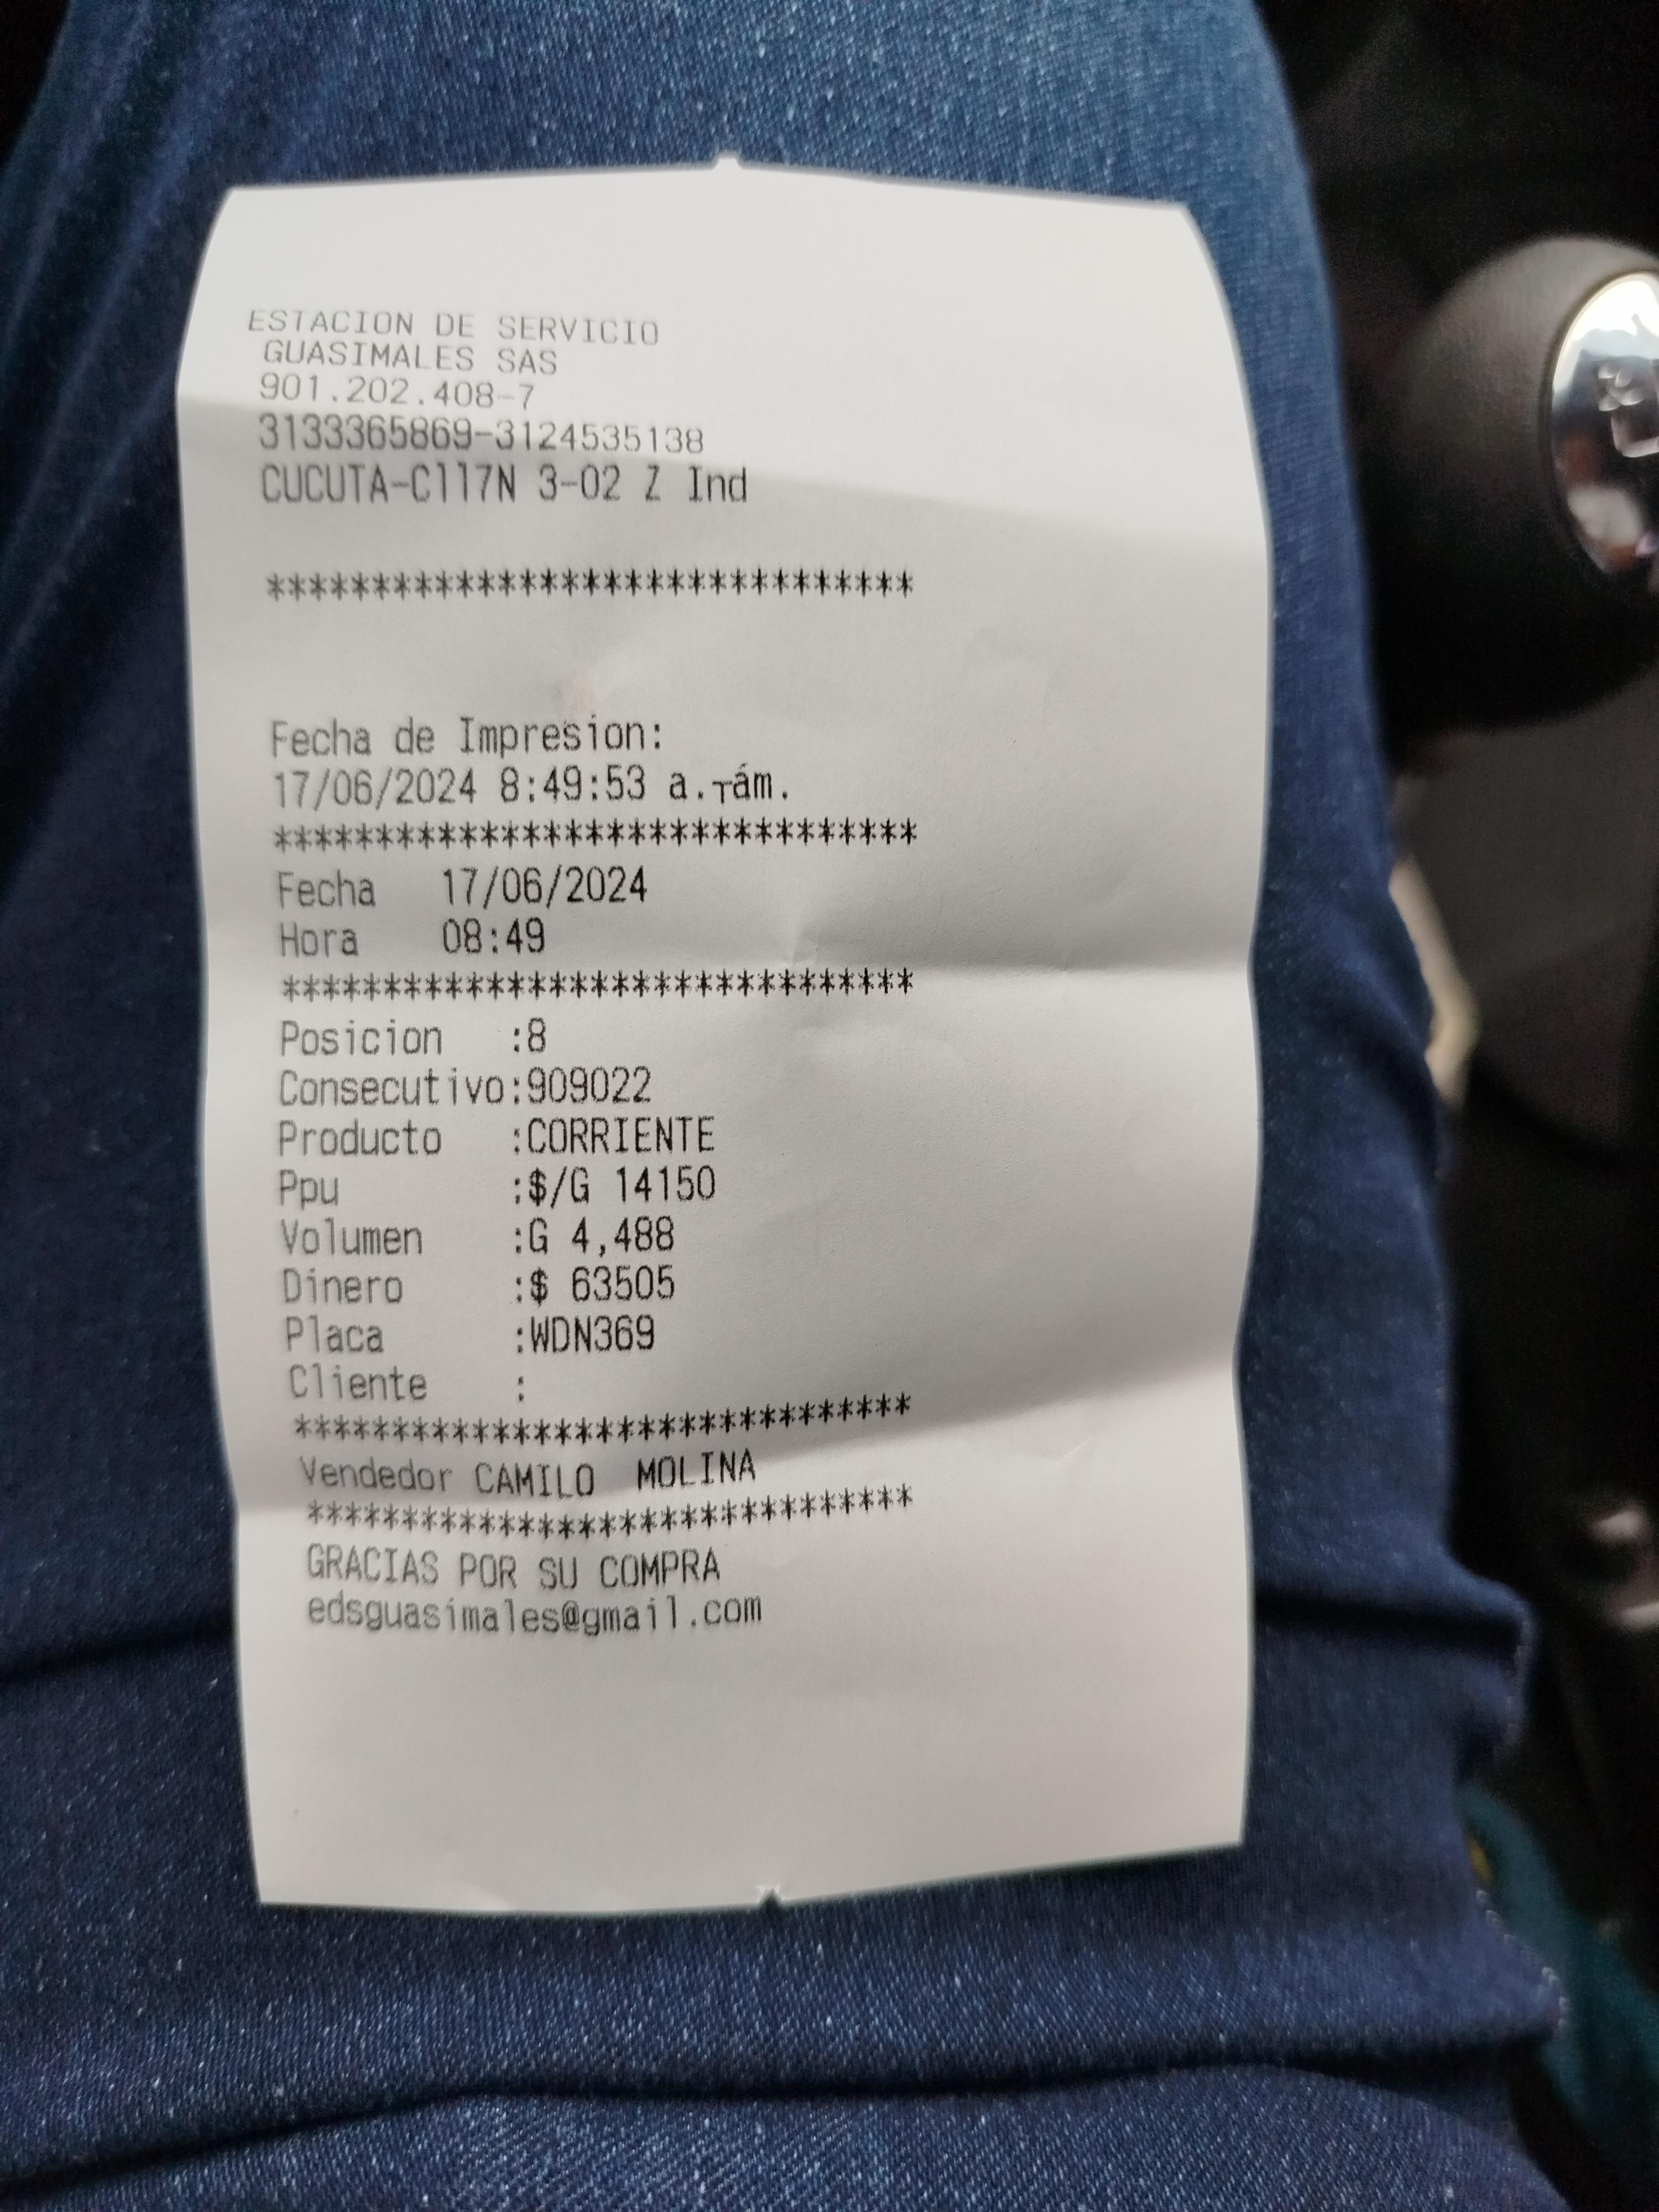 ESTACION DE SERVICIO
GUASIMALES SAS
901.202.408-7
3133365869-3124535138
CUCUTA-Cl17N 3-02 Z Ind
*******************************
Fecha de Impresion:
17/06/2024 8:49:53 a.┬ám.
*******************************
Fecha 17/06/2024
Hora 08:49
*******************************
Posicion :8
Consecutivo:909022
Producto :CORRIENTE
Ppu :$/G 14150
Volumen :G 4,488
Dinero :$ 63505
Placa :WDN369
Cliente :
*******************************
Vendedor CAMILO MOLINA
*******************************
GRACIAS POR SU COMPRA
edsguasimales@gmail.com